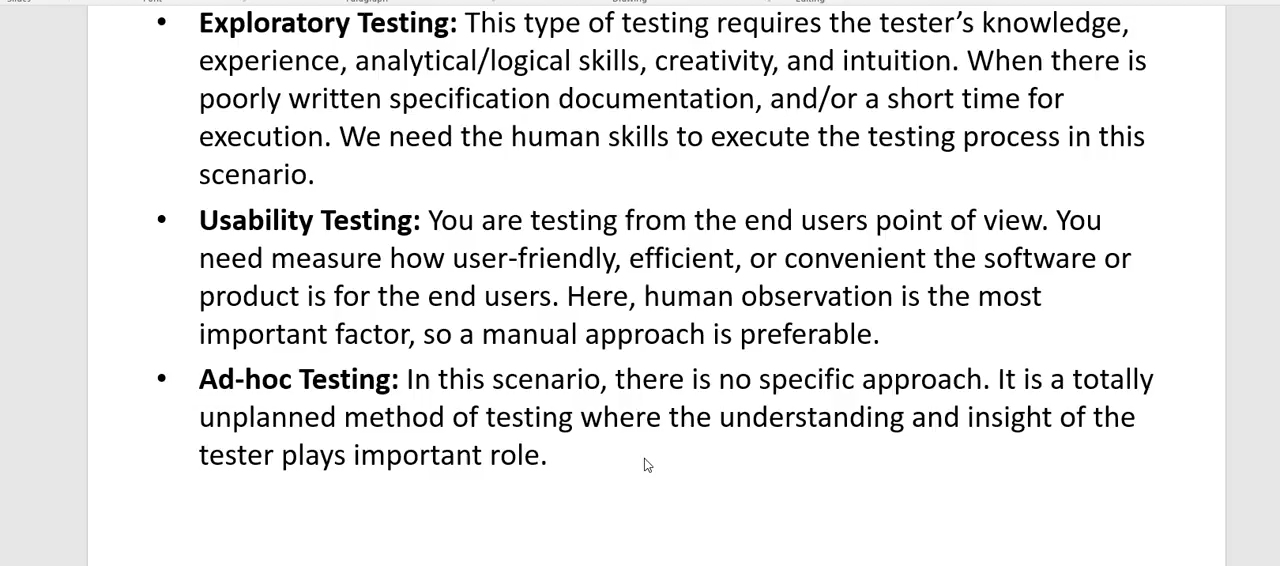 • Exploratory Testing: This type of testing requires the tester’s knowledge,
experience, analytical/logical skills, creativity, and intuition. When there is
poorly written specification documentation, and/or a short time for
execution. We need the human skills to execute the testing process in this
scenario.
• Usability Testing: You are testing from the end users point of view. You
need measure how user-friendly, efficient, or convenient the software or
product is for the end users. Here, human observation is the most
important factor, so a manual approach is preferable.
• Ad-hoc Testing: In this scenario, there is no specific approach. It is a totally
unplanned method of testing where the understanding and insight of the
tester plays important role.